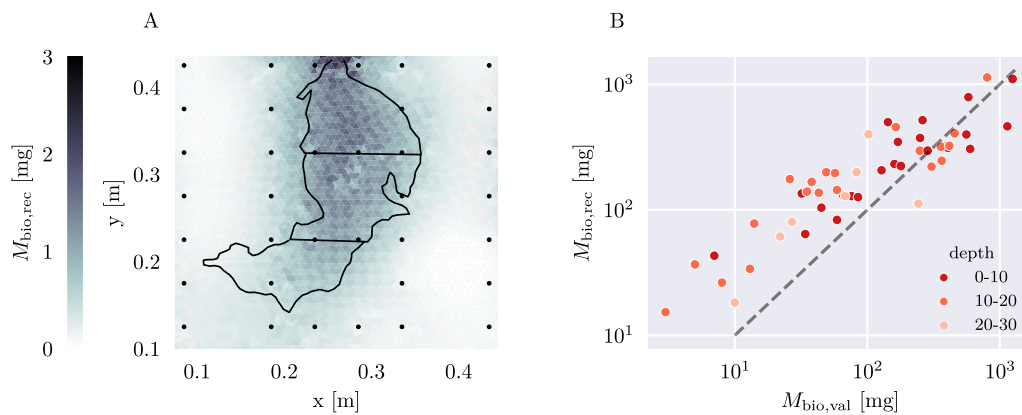 A
M_bio,rec [mg]
3
2
1
0
y [m]
0.4
0.3
0.2
0.1
0.1 0.2 0.3 0.4
x [m]
B
M_bio,rec [mg]
10^3
10^2
10^1
depth
0-10
10-20
20-30
10^1 10^2 10^3
M_bio,val [mg]